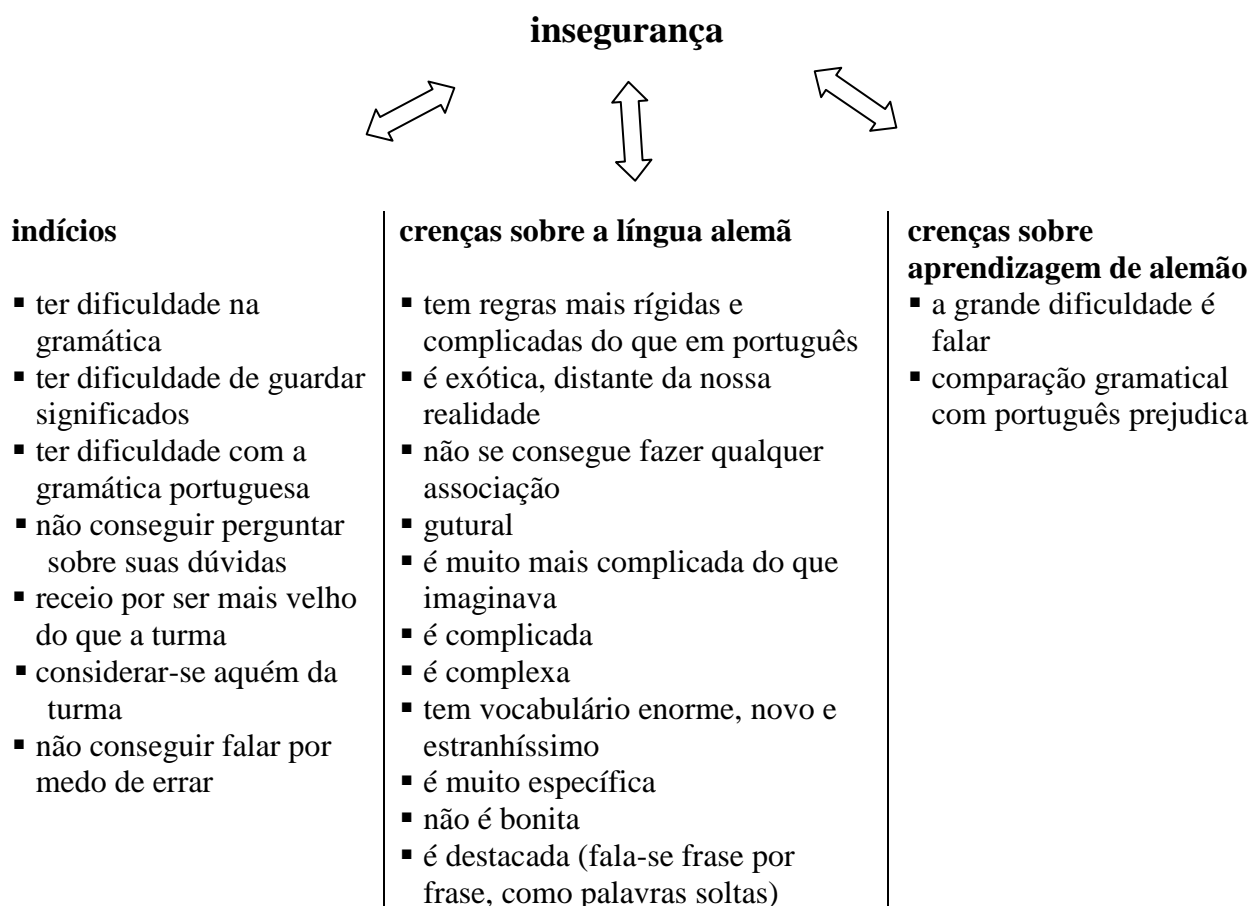 insegurança
indícios
▪ ter dificuldade na
gramática
▪ ter dificuldade de guardar
significados
▪ ter dificuldade com a
gramática portuguesa
▪ não conseguir perguntar
sobre suas dúvidas
▪ receio por ser mais velho
do que a turma
▪ considerar-se aquém da
turma
▪ não conseguir falar por
medo de errar
crenças sobre a língua alemã
▪ tem regras mais rígidas e
complicadas do que em português
▪ é exótica, distante da nossa
realidade
▪ não se consegue fazer qualquer
associação
▪ gutural
▪ é muito mais complicada do que
imaginava
▪ é complicada
▪ é complexa
▪ tem vocabulário enorme, novo e
estranhíssimo
▪ é muito específica
▪ não é bonita
▪ é destacada (fala-se frase por
frase, como palavras soltas)
crenças sobre
aprendizagem de alemão
▪ a grande dificuldade é
falar
▪ comparação gramatical
com português prejudica